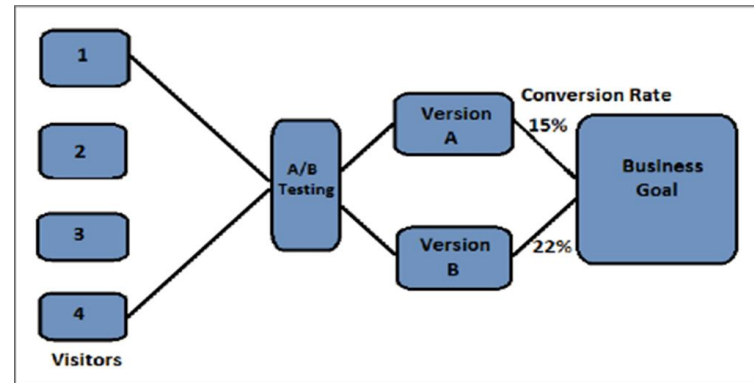 1
2
3
4
Visitors
A/B
Testing
Version
A
Version
B
Conversion Rate
15%
22%
Business
Goal